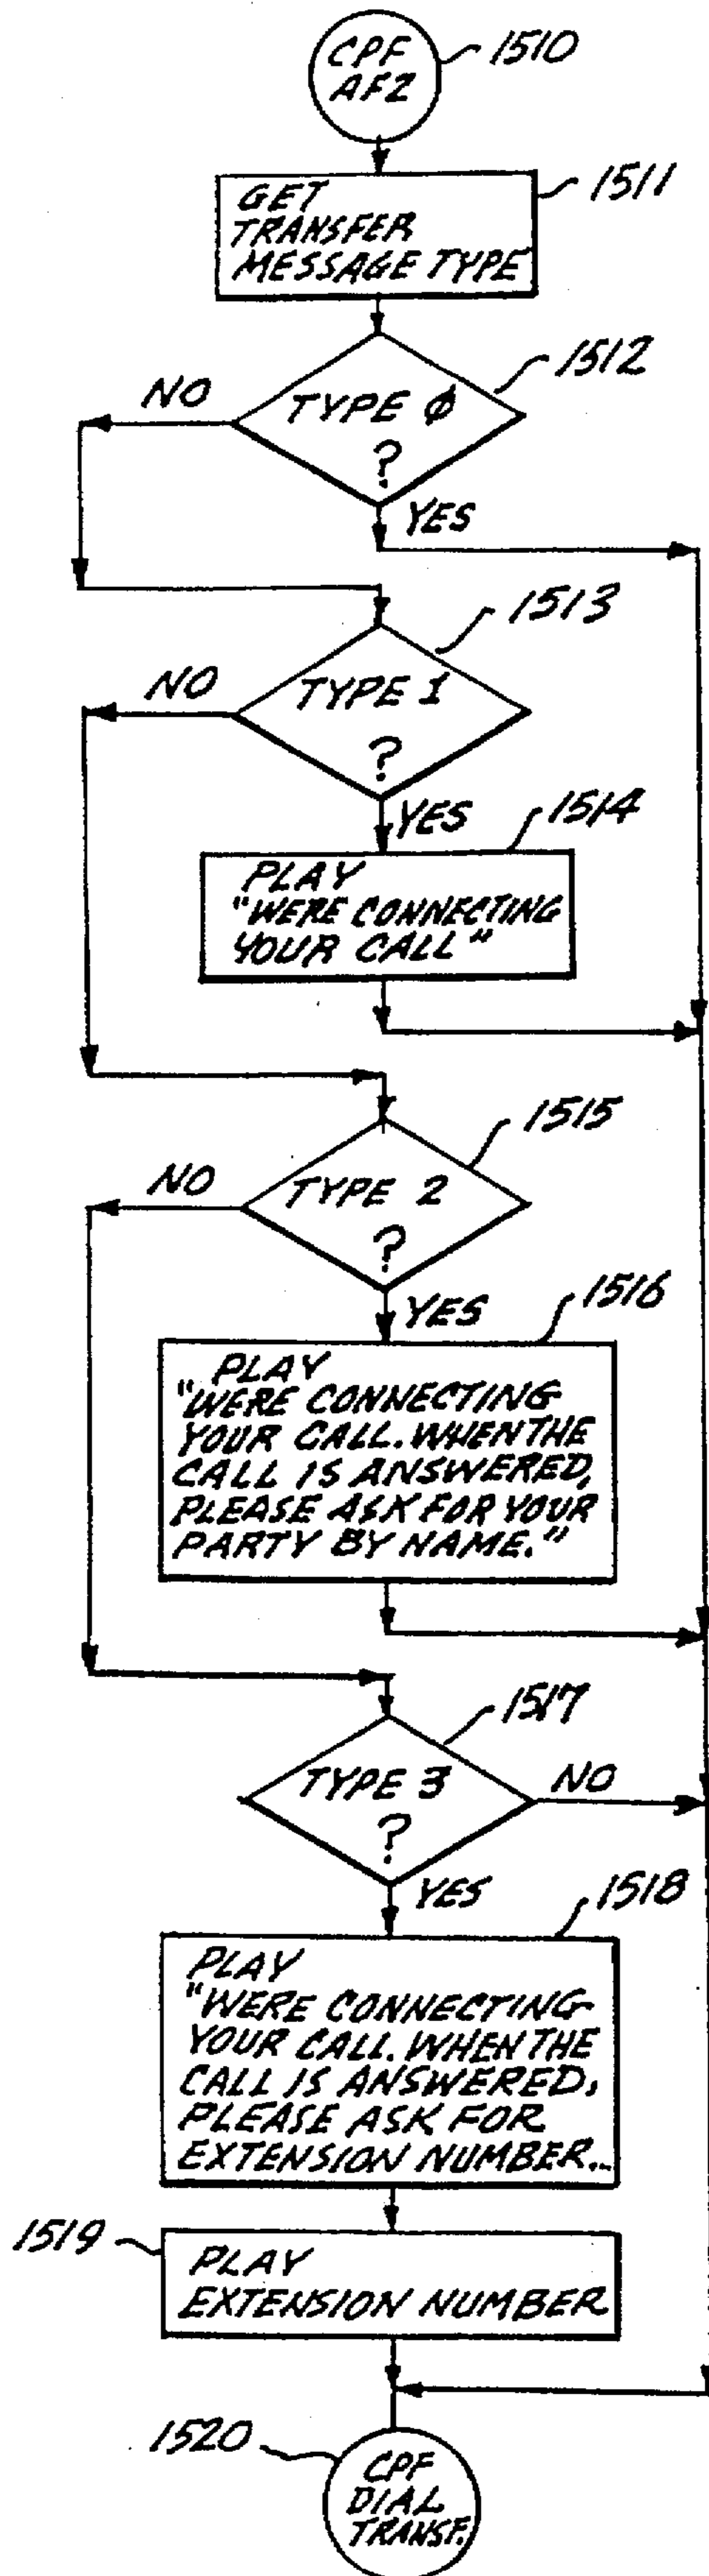 CPF
AF2
1510
1511
GET
TRANSFER
MESSAGE TYPE
1512
NO
TYPE Ø
?
YES
1513
NO
TYPE 1
?
YES
1514
PLAY
"WERE CONNECTING
YOUR CALL"
1515
NO
TYPE 2
?
YES
1516
PLAY
"WERE CONNECTING
YOUR CALL. WHEN THE
CALL IS ANSWERED,
PLEASE ASK FOR YOUR
PARTY BY NAME."
1517
TYPE 3
NO
?
YES
1518
PLAY
"WERE CONNECTING
YOUR CALL. WHEN THE
CALL IS ANSWERED,
PLEASE ASK FOR
EXTENSION NUMBER...
1519
PLAY
EXTENSION NUMBER
1520
CPF
DIAL
TRANSF.